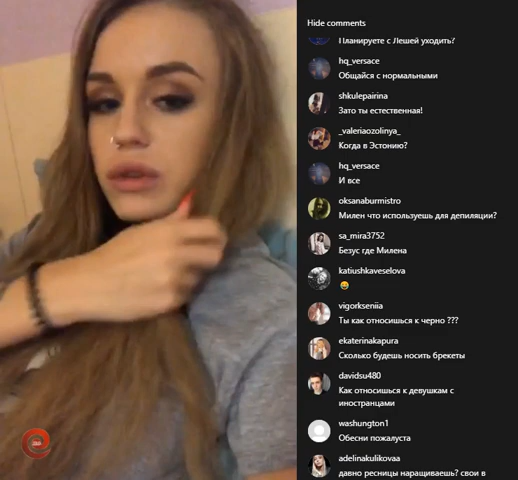 Hide comments
Планируете с Лешей уходить?
hq_versace
Общайся с нормальными
shkulepairina
Зато ты естественная!
_valeriaozolinya_
Когда в Эстонию?
hq_versace
И все
oksanaburmistro
Милен что используешь для депиляции?
sa_mira3752
Безус где Милена
katiushkaveselova
😂
vigorkseniia
Ты как относишься к черно ???
ekaterinakapura
Сколько будешь носить брекеты
davidsu480
Как относишься к девушкам с
иностранцами
washungton1
Обесни пожалуста
adelinakulikovaa
давно ресницы наращиваешь? свои в